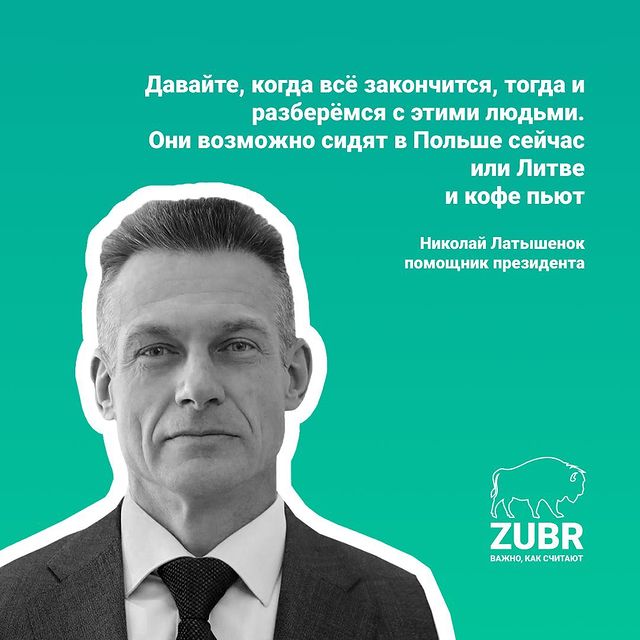 Давайте, когда всё закончится, тогда и
разберёмся с этими людьми.
Они возможно сидят в Польше сейчас
или Литве
и кофе пьют
Николай Латышенок
помощник президента
ZUBR
ВАЖНО, КАК СЧИТАЮТ